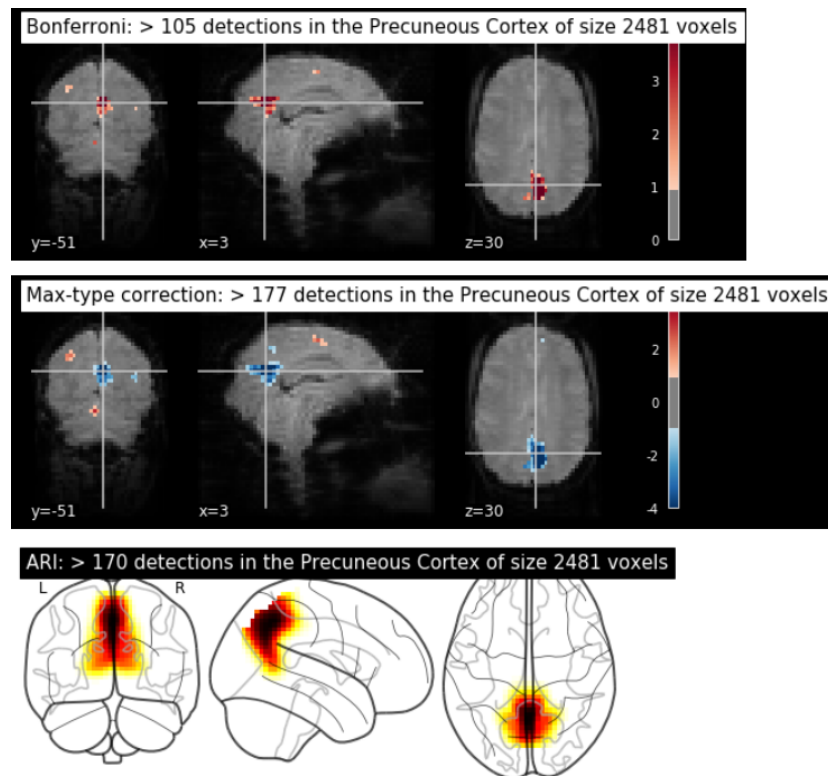 Bonferroni: > 105 detections in the Precuneous Cortex of size 2481 voxels
3
2
1
0
y=-51
x=3
z=30
Max-type correction: > 177 detections in the Precuneous Cortex of size 2481 voxels
2
0
-2
-4
y=-51
x=3
z=30
ARI: > 170 detections in the Precuneous Cortex of size 2481 voxels
L
R